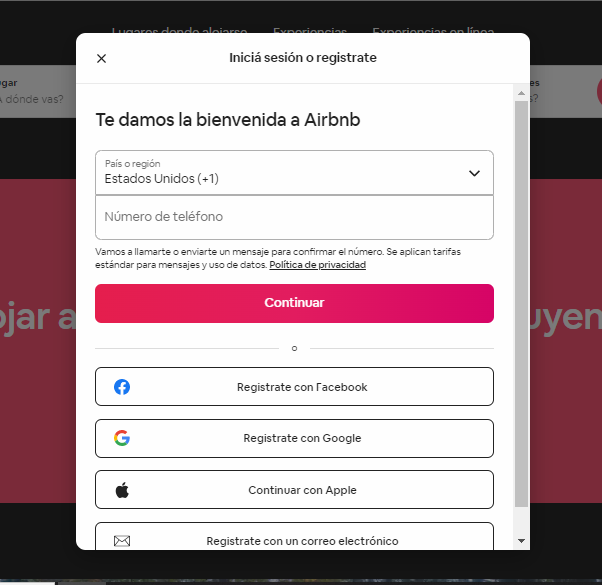 Lugares donde alojarse Experiencias Experiencias en línea
Iniciá sesión o registrate
ugar
A dónde vas?
es
s?
Te damos la bienvenida a Airbnb
País o región
Estados Unidos (+1)
Número de teléfono
Vamos a llamarte o enviarte un mensaje para confirmar el número. Se aplican tarifas
estándar para mensajes y uso de datos. Política de privacidad
Continuar
ojar a
uyen
o
Registrate con Facebook
Registrate con Google
Continuar con Apple
Registrate con un correo electrónico